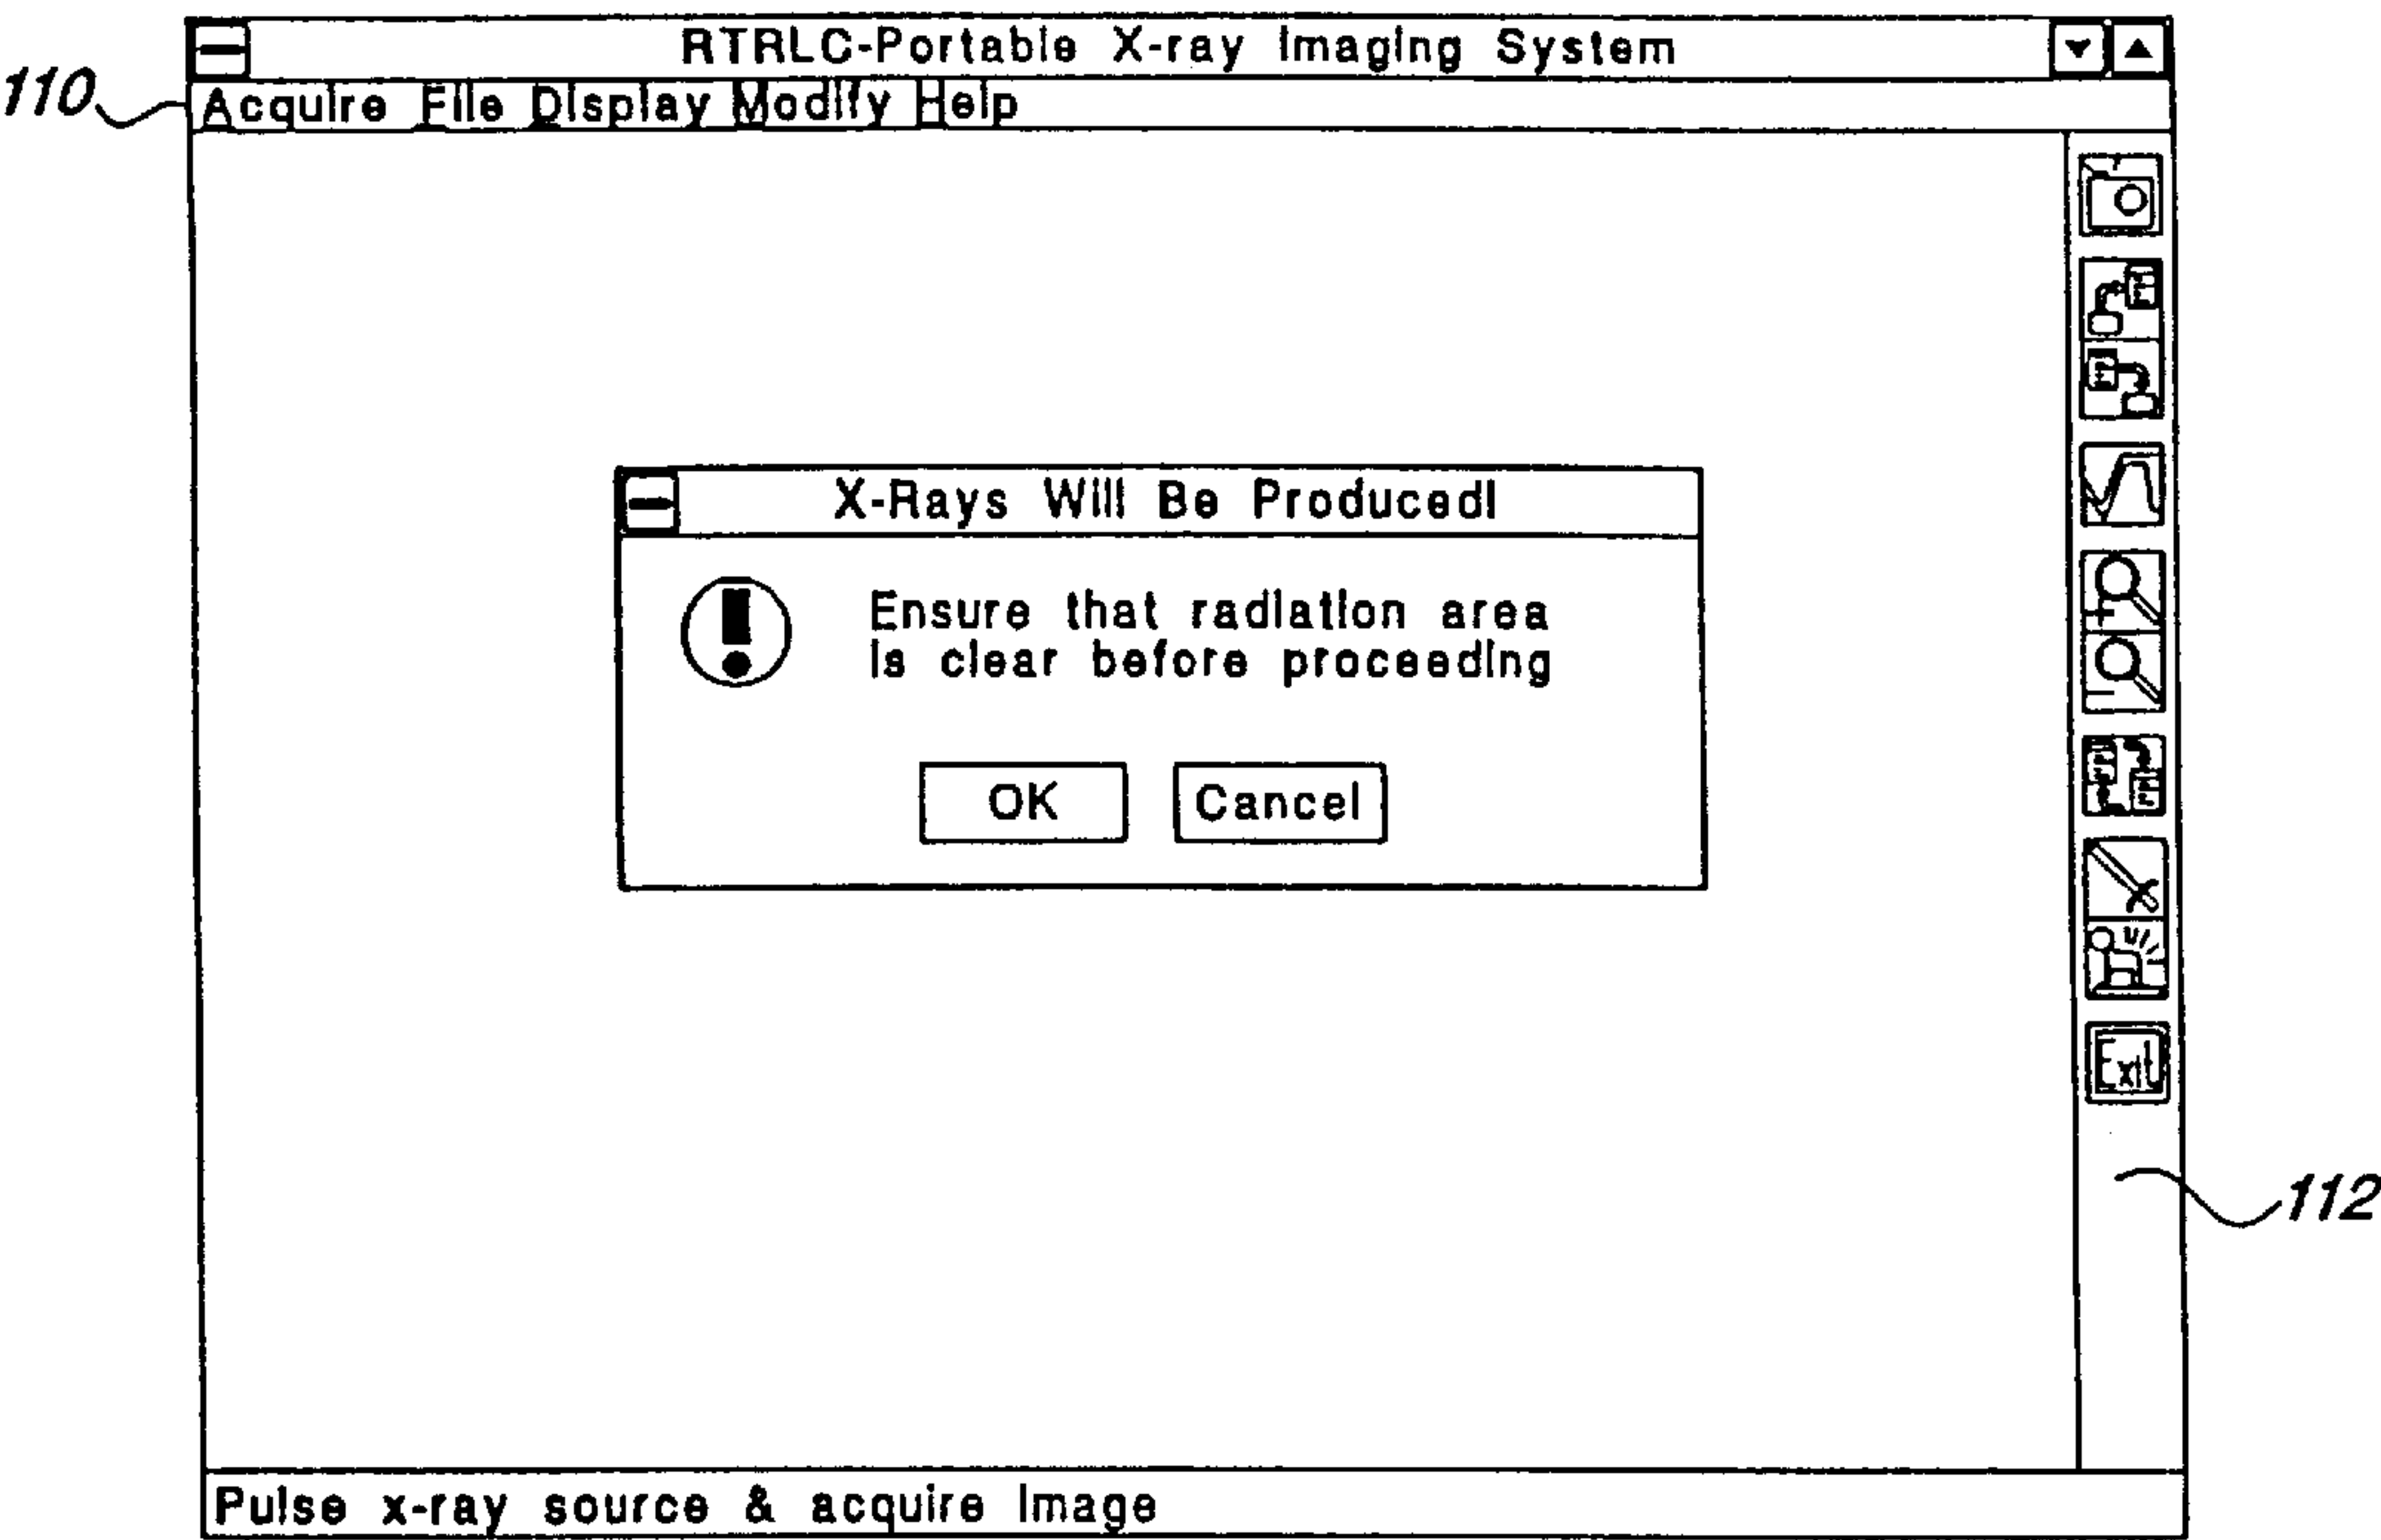 RTRLC-Portable X-ray Imaging System
110
Acquire File Display Modify Help
X-Rays Will Be Produced!
Ensure that radiation area
is clear before proceeding
OK Cancel
Exit
112
Pulse x-ray source & acquire Image